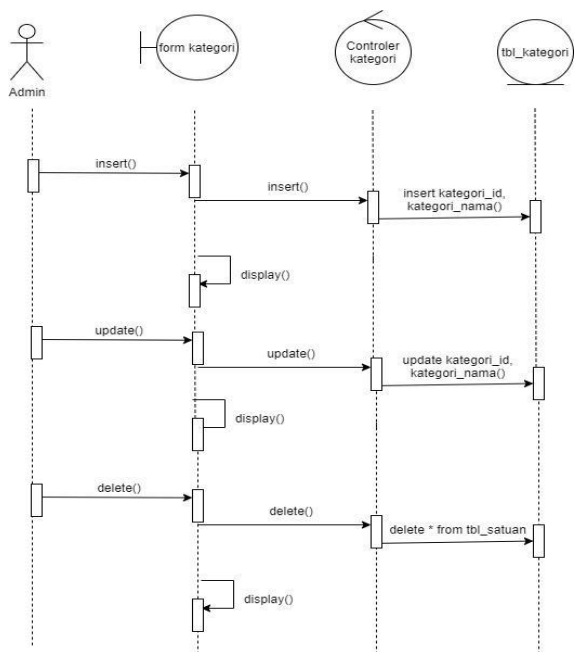 form kategori
Controler
kategori
tbl_kategori
Admin
insert()
insert()
insert kategori_id,
kategori_nama()
display()
update()
update()
update kategori_id,
kategori_nama()
display()
delete()
delete()
delete * from tbl_satuan
display()